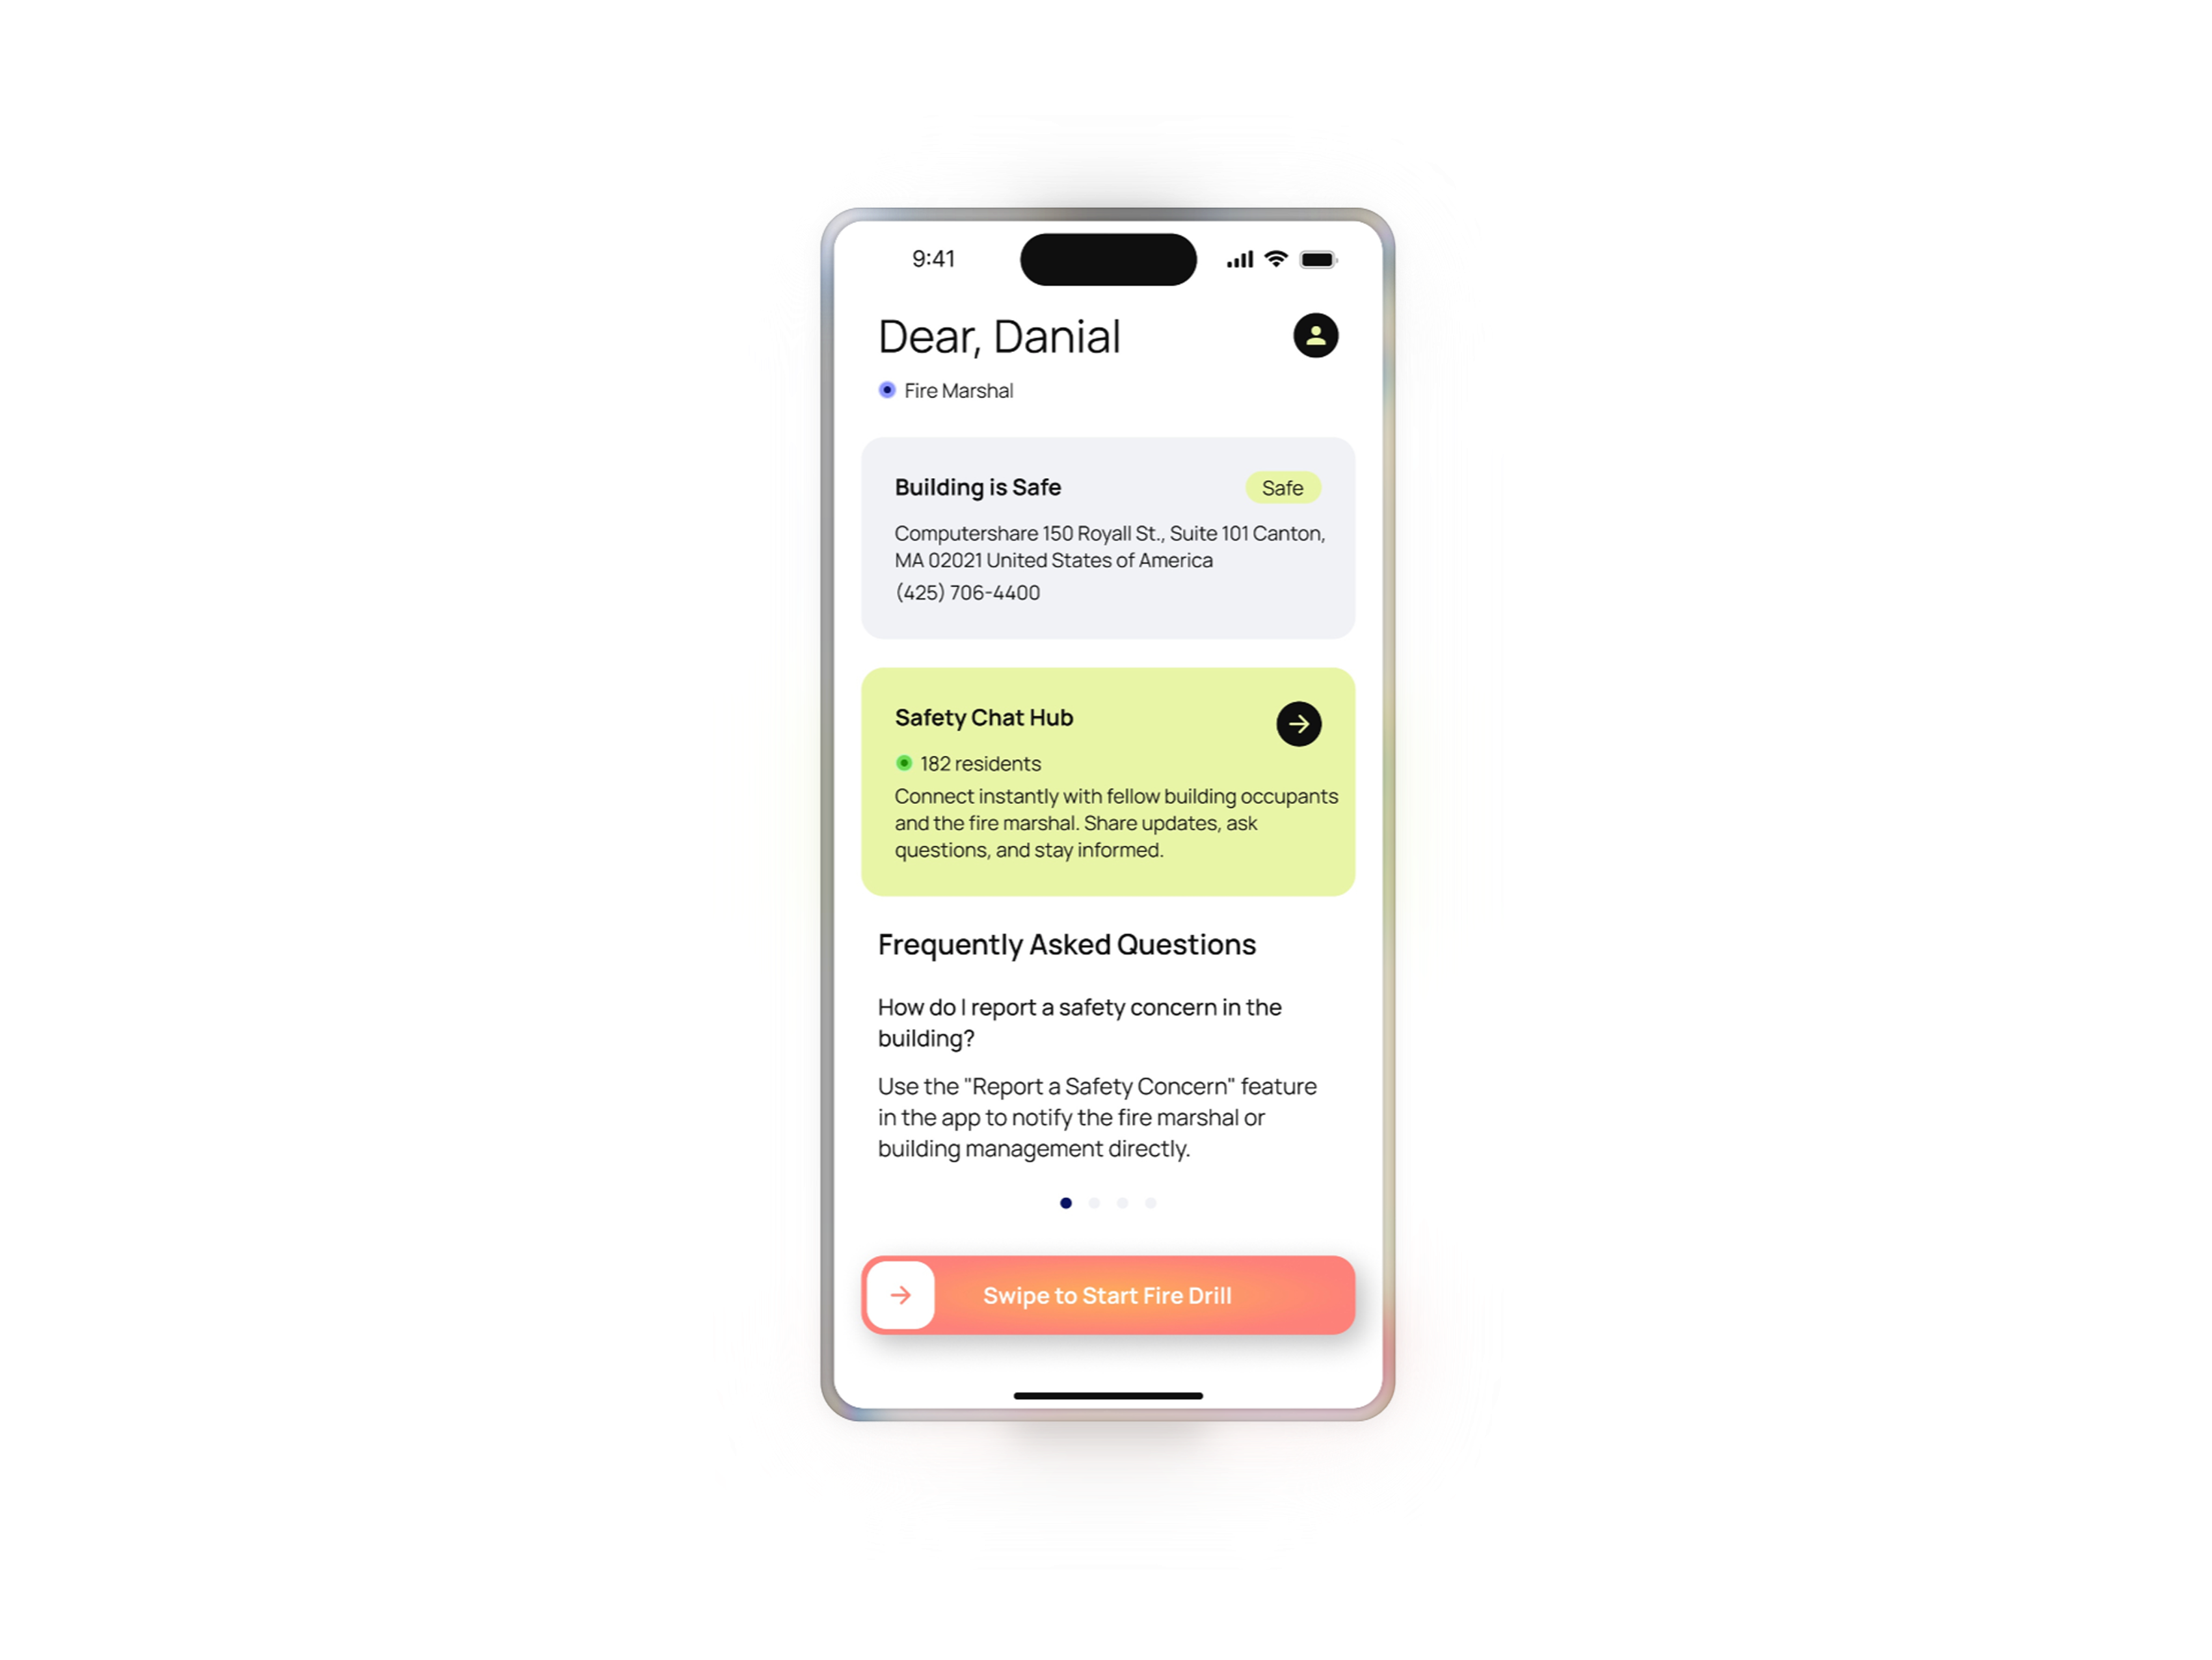 9:41
Dear, Danial
Fire Marshal
Building is Safe
Safe
Computershare 150 Royall St., Suite 101 Canton,
MA 02021 United States of America
(425) 706-4400
Safety Chat Hub
182 residents
Connect instantly with fellow building occupants
and the fire marshal. Share updates, ask
questions, and stay informed.
Frequently Asked Questions
How do I report a safety concern in the
building?
Use the "Report a Safety Concern" feature
in the app to notify the fire marshal or
building management directly.
Swipe to Start Fire Drill